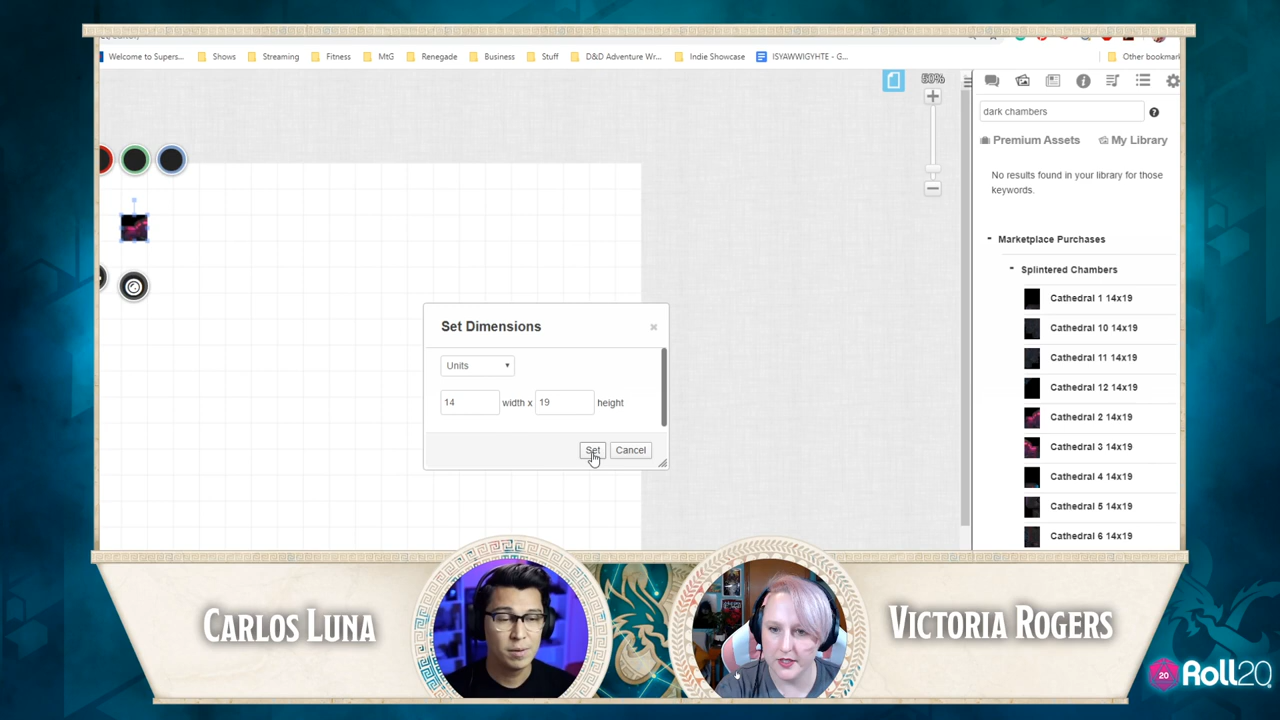 Welcome to Supers...
Shows
Streaming
Fitness
MtG
Renegade
Business
Stuff
D&D Adventure Wr...
Indie Showcase
ISYAWWIGYHTE - G...
Other bookmar
60%
dark chambers
?
Premium Assets
My Library
No results found in your library for those
keywords.
Marketplace Purchases
Splintered Chambers
Cathedral 1 14x19
Cathedral 10 14x19
Cathedral 11 14x19
Cathedral 12 14x19
Cathedral 2 14x19
Cathedral 3 14x19
Cathedral 4 14x19
Cathedral 5 14x19
Cathedral 6 14x19
Set Dimensions
Units
14 width x 19 height
Set Cancel
Carlos Luna
Victoria Rogers
20 Roll20